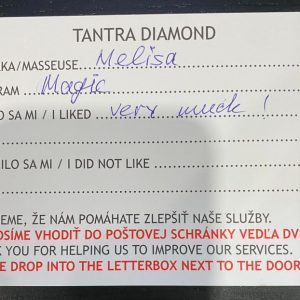 TANTRA DIAMOND
KA/MASSEUSE Melisa
RAM Magic
O SA MI / I LIKED very much !
ILO SA MI / I DID NOT LIKE
EME, ŽE NÁM POMÁHATE ZLEPŠIŤ NAŠE SLUŽBY.
OSÍME VHODIŤ DO POŠTOVEJ SCHRÁNKY VEDĽA DV
K YOU FOR HELPING US TO IMPROVE OUR SERVICES.
E DROP INTO THE LETTERBOX NEXT TO THE DOOR